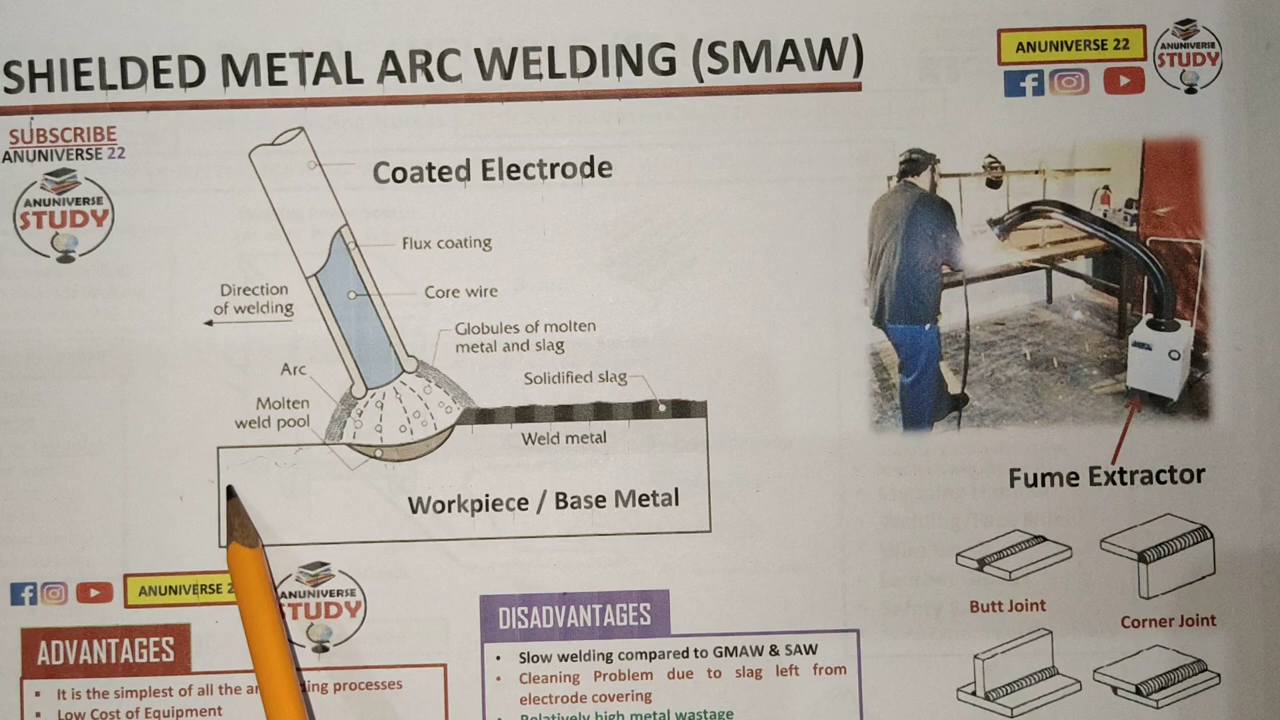 SHIELDED METAL ARC WELDING (SMAW)
ANUNIVERSE 22
ANUNIVERSE
STUDY
SUBSCRIBE
ANUNIVERSE 22
ANUNIVERSE
STUDY
Coated Electrode
Flux coating
Core wire
Direction
of welding
Globules of molten
metal and slag
Arc
Solidified slag
Molten
weld pool
Weld metal
Workpiece / Base Metal
Fume Extractor
Butt Joint
Corner Joint
ANUNIVERSE
ANUNIVERSE
STUDY
ADVANTAGES
▪ It is the simplest of all the processes
▪ Low Cost of Equipment
DISADVANTAGES
• Slow welding compared to GMAW & SAW
• Cleaning Problem due to slag left from
electrode covering
• Relatively high metal wastage